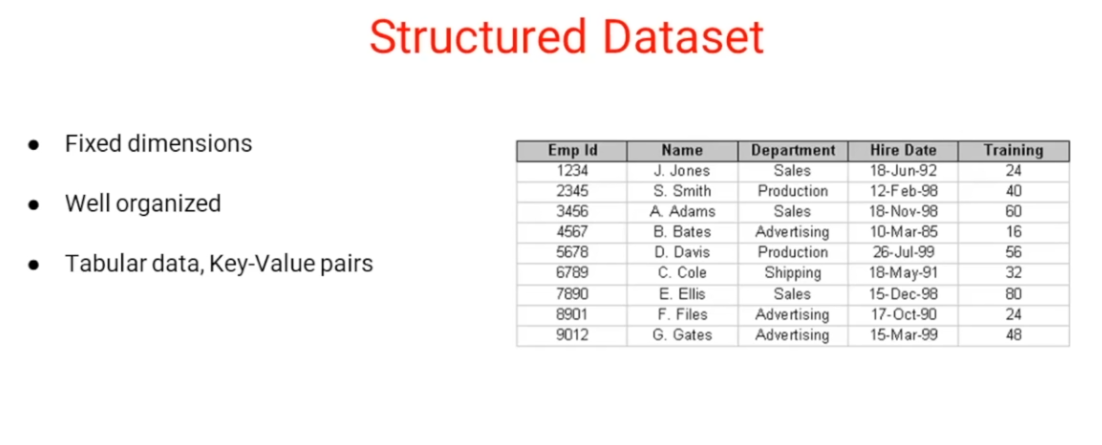 Structured Dataset
● Fixed dimensions
● Well organized
● Tabular data, Key-Value pairs
Emp Id Name Department Hire Date Training
1234 J. Jones Sales 18-Jun-92 24
2345 S. Smith Production 12-Feb-98 40
3456 A. Adams Sales 18-Nov-98 60
4567 B. Bates Advertising 10-Mar-85 16
5678 D. Davis Production 26-Jul-99 56
6789 C. Cole Shipping 18-May-91 32
7890 E. Ellis Sales 15-Dec-98 80
8901 F. Files Advertising 17-Oct-90 24
9012 G. Gates Advertising 15-Mar-99 48